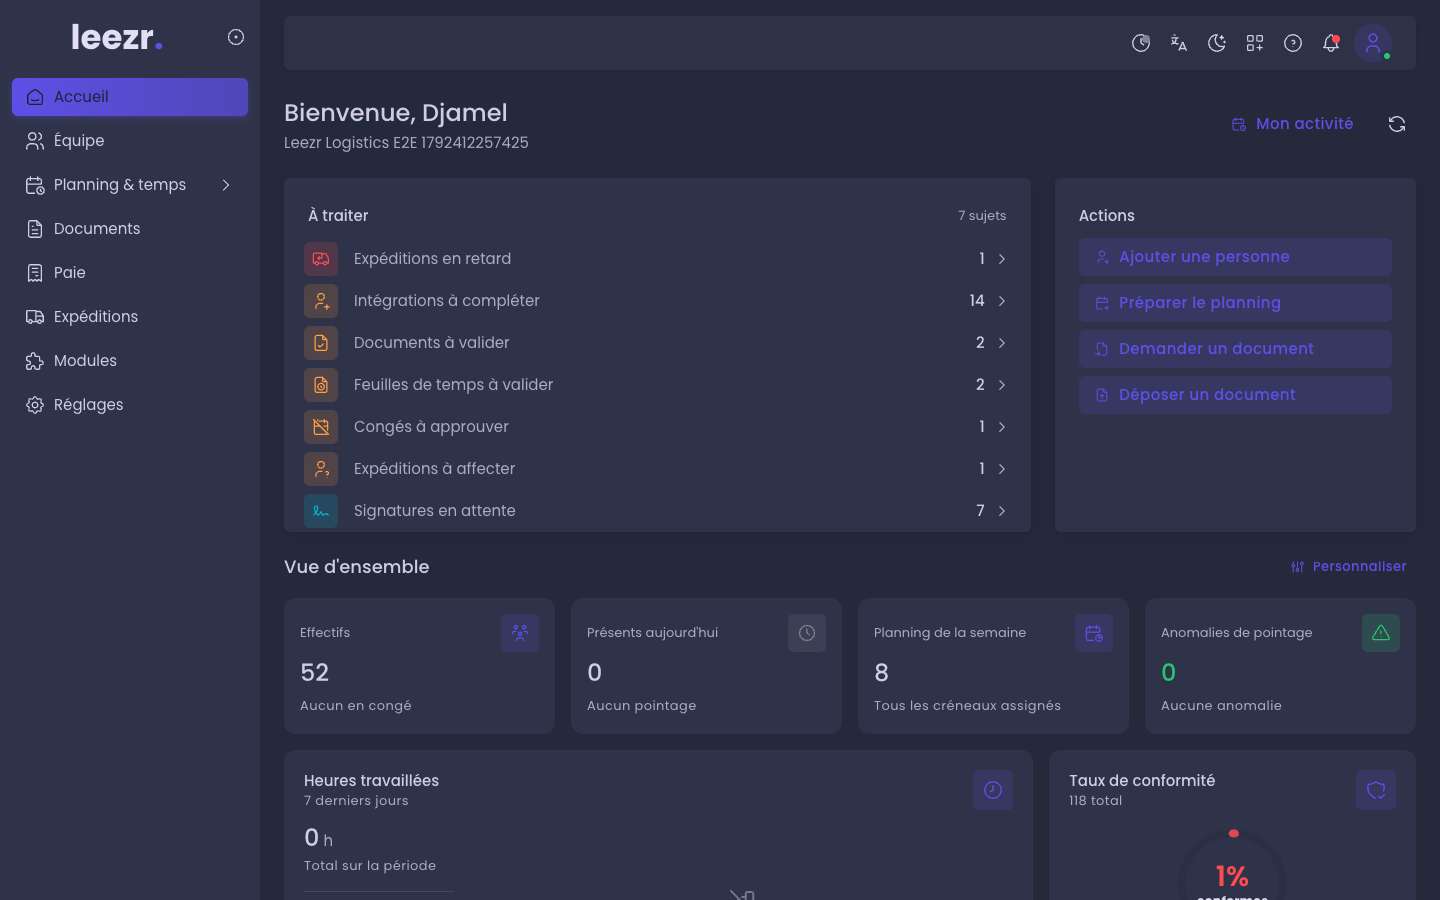 leezr.
Accueil
Équipe
Planning & temps
Documents
Paie
Expéditions
Modules
Réglages
Bienvenue, Djamel
Leezr Logistics E2E 1792412257425
Mon activité
À traiter
7 sujets
Expéditions en retard
1
Intégrations à compléter
14
Documents à valider
2
Feuilles de temps à valider
2
Congés à approuver
1
Expéditions à affecter
1
Signatures en attente
7
Actions
Ajouter une personne
Préparer le planning
Demander un document
Déposer un document
Vue d'ensemble
Personnaliser
Effectifs
52
Aucun en congé
Présents aujourd'hui
0
Aucun pointage
Planning de la semaine
8
Tous les créneaux assignés
Anomalies de pointage
0
Aucune anomalie
Heures travaillées
7 derniers jours
0 h
Total sur la période
Taux de conformité
118 total
1%
conformes